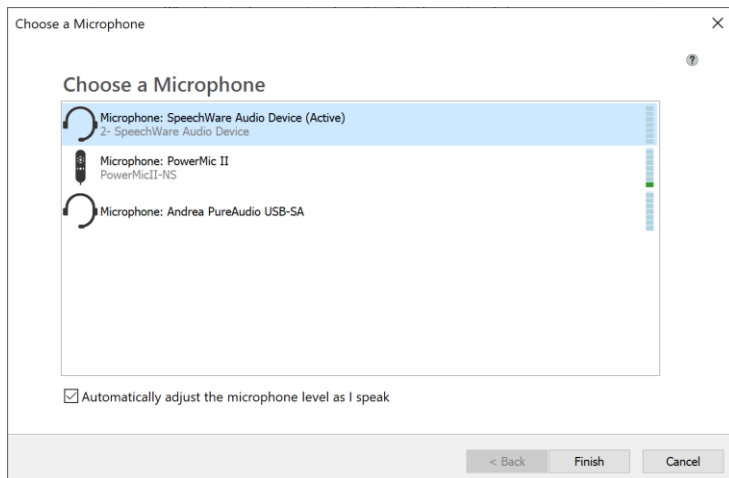 Choose a Microphone
Choose a Microphone
Microphone: SpeechWare Audio Device (Active)
2- SpeechWare Audio Device
Microphone: PowerMic II
PowerMicII-NS
Microphone: Andrea PureAudio USB-SA
Automatically adjust the microphone level as I speak
< Back Finish Cancel